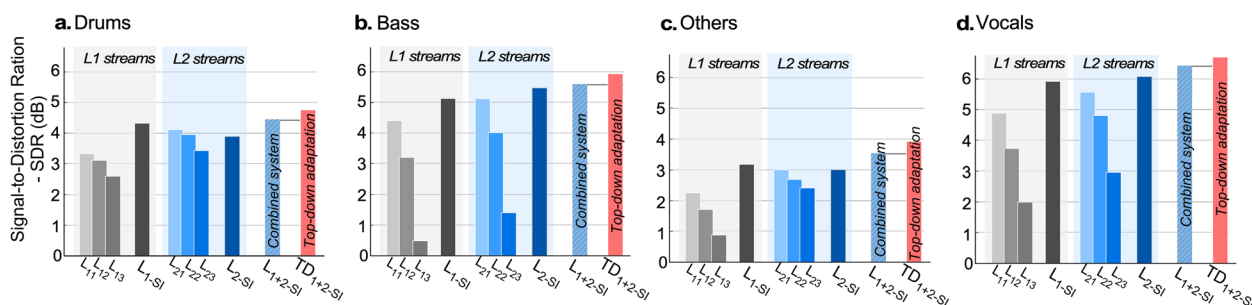 a. Drums
Signal-to-Distortion Ration
- SDR (dB)
6
5
4
3
2
1
0
L1 streams
L2 streams
Combined system
Top-down adaptation
L11 L12 L13 L1-SI L21 L22 L23 L2-SI L1+2-SI TD1+2-SI
b. Bass
6
5
4
3
2
1
0
L1 streams
L2 streams
Combined system
Top-down adaptation
L11 L12 L13 L1-SI L21 L22 L23 L2-SI L1+2-SI TD1+2-SI
c. Others
6
5
4
3
2
1
0
L1 streams
L2 streams
Combined system
Top-down adaptation
L11 L12 L13 L1-SI L21 L22 L23 L2-SI L1+2-SI TD1+2-SI
d. Vocals
6
5
4
3
2
1
0
L1 streams
L2 streams
Combined system
Top-down adaptation
L11 L12 L13 L1-SI L21 L22 L23 L2-SI L1+2-SI TD1+2-SI